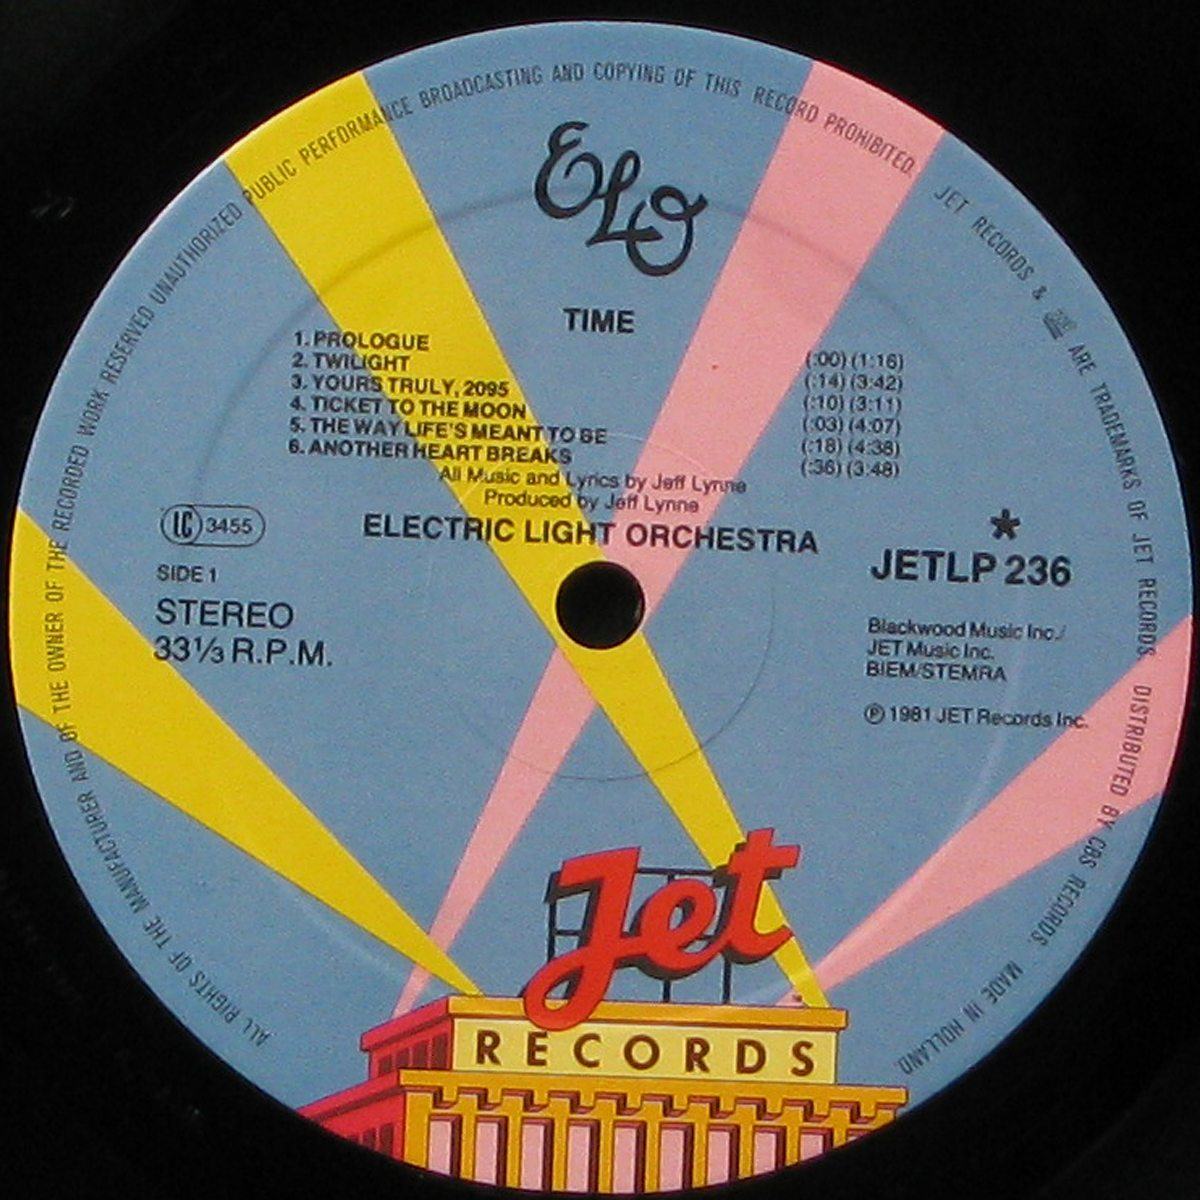 ALL RIGHTS OF THE MANUFACTURER AND OF THE OWNER OF THE RECORDED WORK RESERVED UNAUTHORIZED PUBLIC PERFORMANCE BROADCASTING AND COPYING OF THIS RECORD PROHIBITED. JET RECORDS & ARE TRADEMARKS OF JET RECORDS. DISTRIBUTED BY CBS RECORDS. MADE IN HOLLAND.
ELO
TIME
1. PROLOGUE (:00) (1:16)
2. TWILIGHT (:14) (3:42)
3. YOURS TRULY, 2095 (:10) (3:11)
4. TICKET TO THE MOON (:03) (4:07)
5. THE WAY LIFE'S MEANT TO BE (:18) (4:38)
6. ANOTHER HEART BREAKS (:36) (3:48)
All Music and Lyrics by Jeff Lynne
Produced by Jeff Lynne
ELECTRIC LIGHT ORCHESTRA
LC 3455
SIDE 1
STEREO
33⅓ R.P.M.
*
JETLP 236
Blackwood Music Inc./
JET Music Inc.
BIEM/STEMRA
℗ 1981 JET Records Inc.
Jet
RECORDS